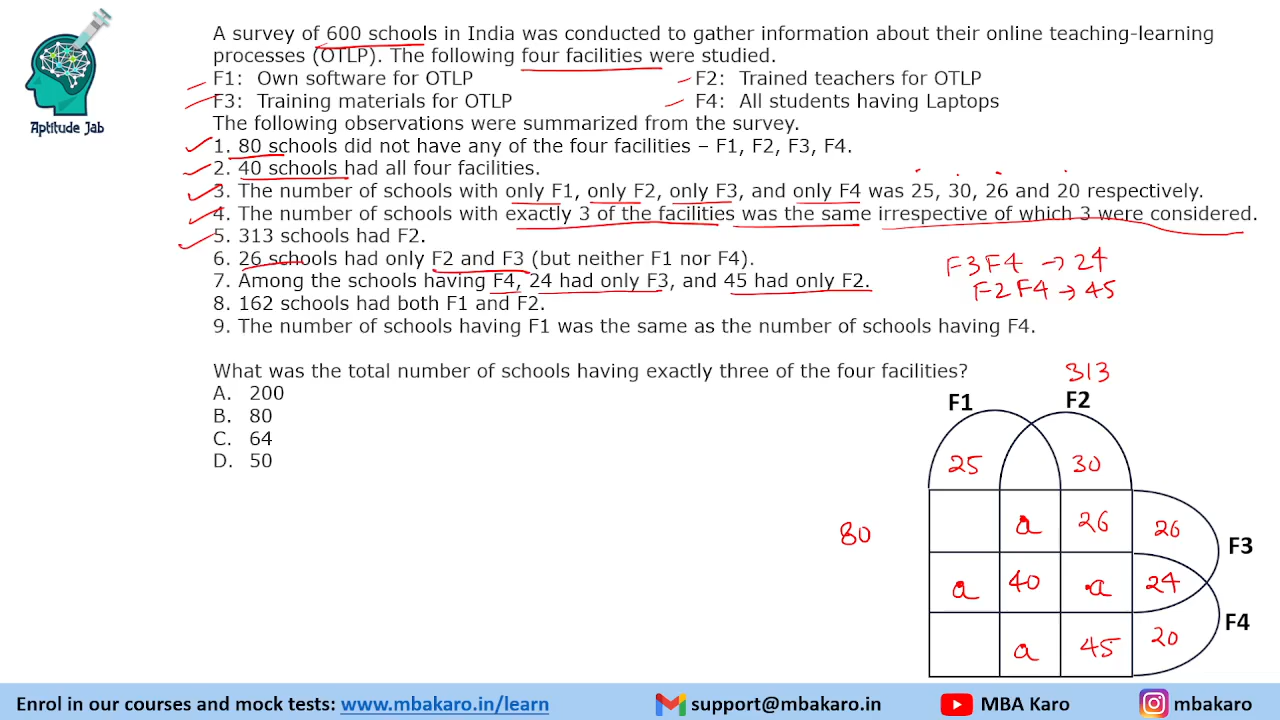 A survey of 600 schools in India was conducted to gather information about their online teaching-learning
processes (OTLP). The following four facilities were studied.
F1: Own software for OTLP F2: Trained teachers for OTLP
F3: Training materials for OTLP F4: All students having Laptops
Aptitude Jab
The following observations were summarized from the survey.
1. 80 schools did not have any of the four facilities – F1, F2, F3, F4.
2. 40 schools had all four facilities.
3. The number of schools with only F1, only F2, only F3, and only F4 was 25, 30, 26 and 20 respectively.
4. The number of schools with exactly 3 of the facilities was the same irrespective of which 3 were considered.
5. 313 schools had F2.
6. 26 schools had only F2 and F3 (but neither F1 nor F4).
F3F4 → 24
7. Among the schools having F4, 24 had only F3, and 45 had only F2.
F2F4 → 45
8. 162 schools had both F1 and F2.
9. The number of schools having F1 was the same as the number of schools having F4.
What was the total number of schools having exactly three of the four facilities?
313
A. 200
F1 F2
B. 80
C. 64
D. 50
25 30
a 26 26
80
F3
a 40 a 24
F4
a 45 20
Enrol in our courses and mock tests: www.mbakaro.in/learn support@mbakaro.in MBA Karo mbakaro